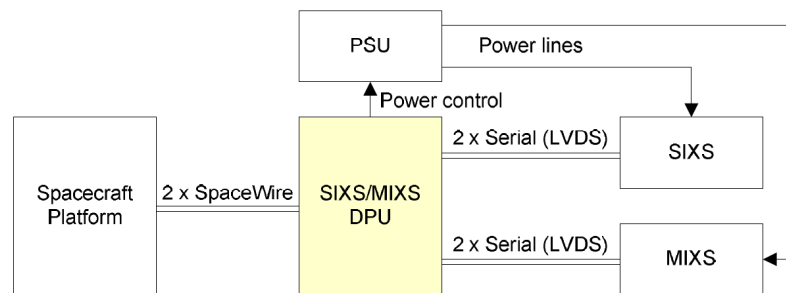 PSU
Power lines
Power control
2 x Serial (LVDS)
SIXS
Spacecraft
Platform
2 x SpaceWire
SIXS/MIXS
DPU
2 x Serial (LVDS)
MIXS